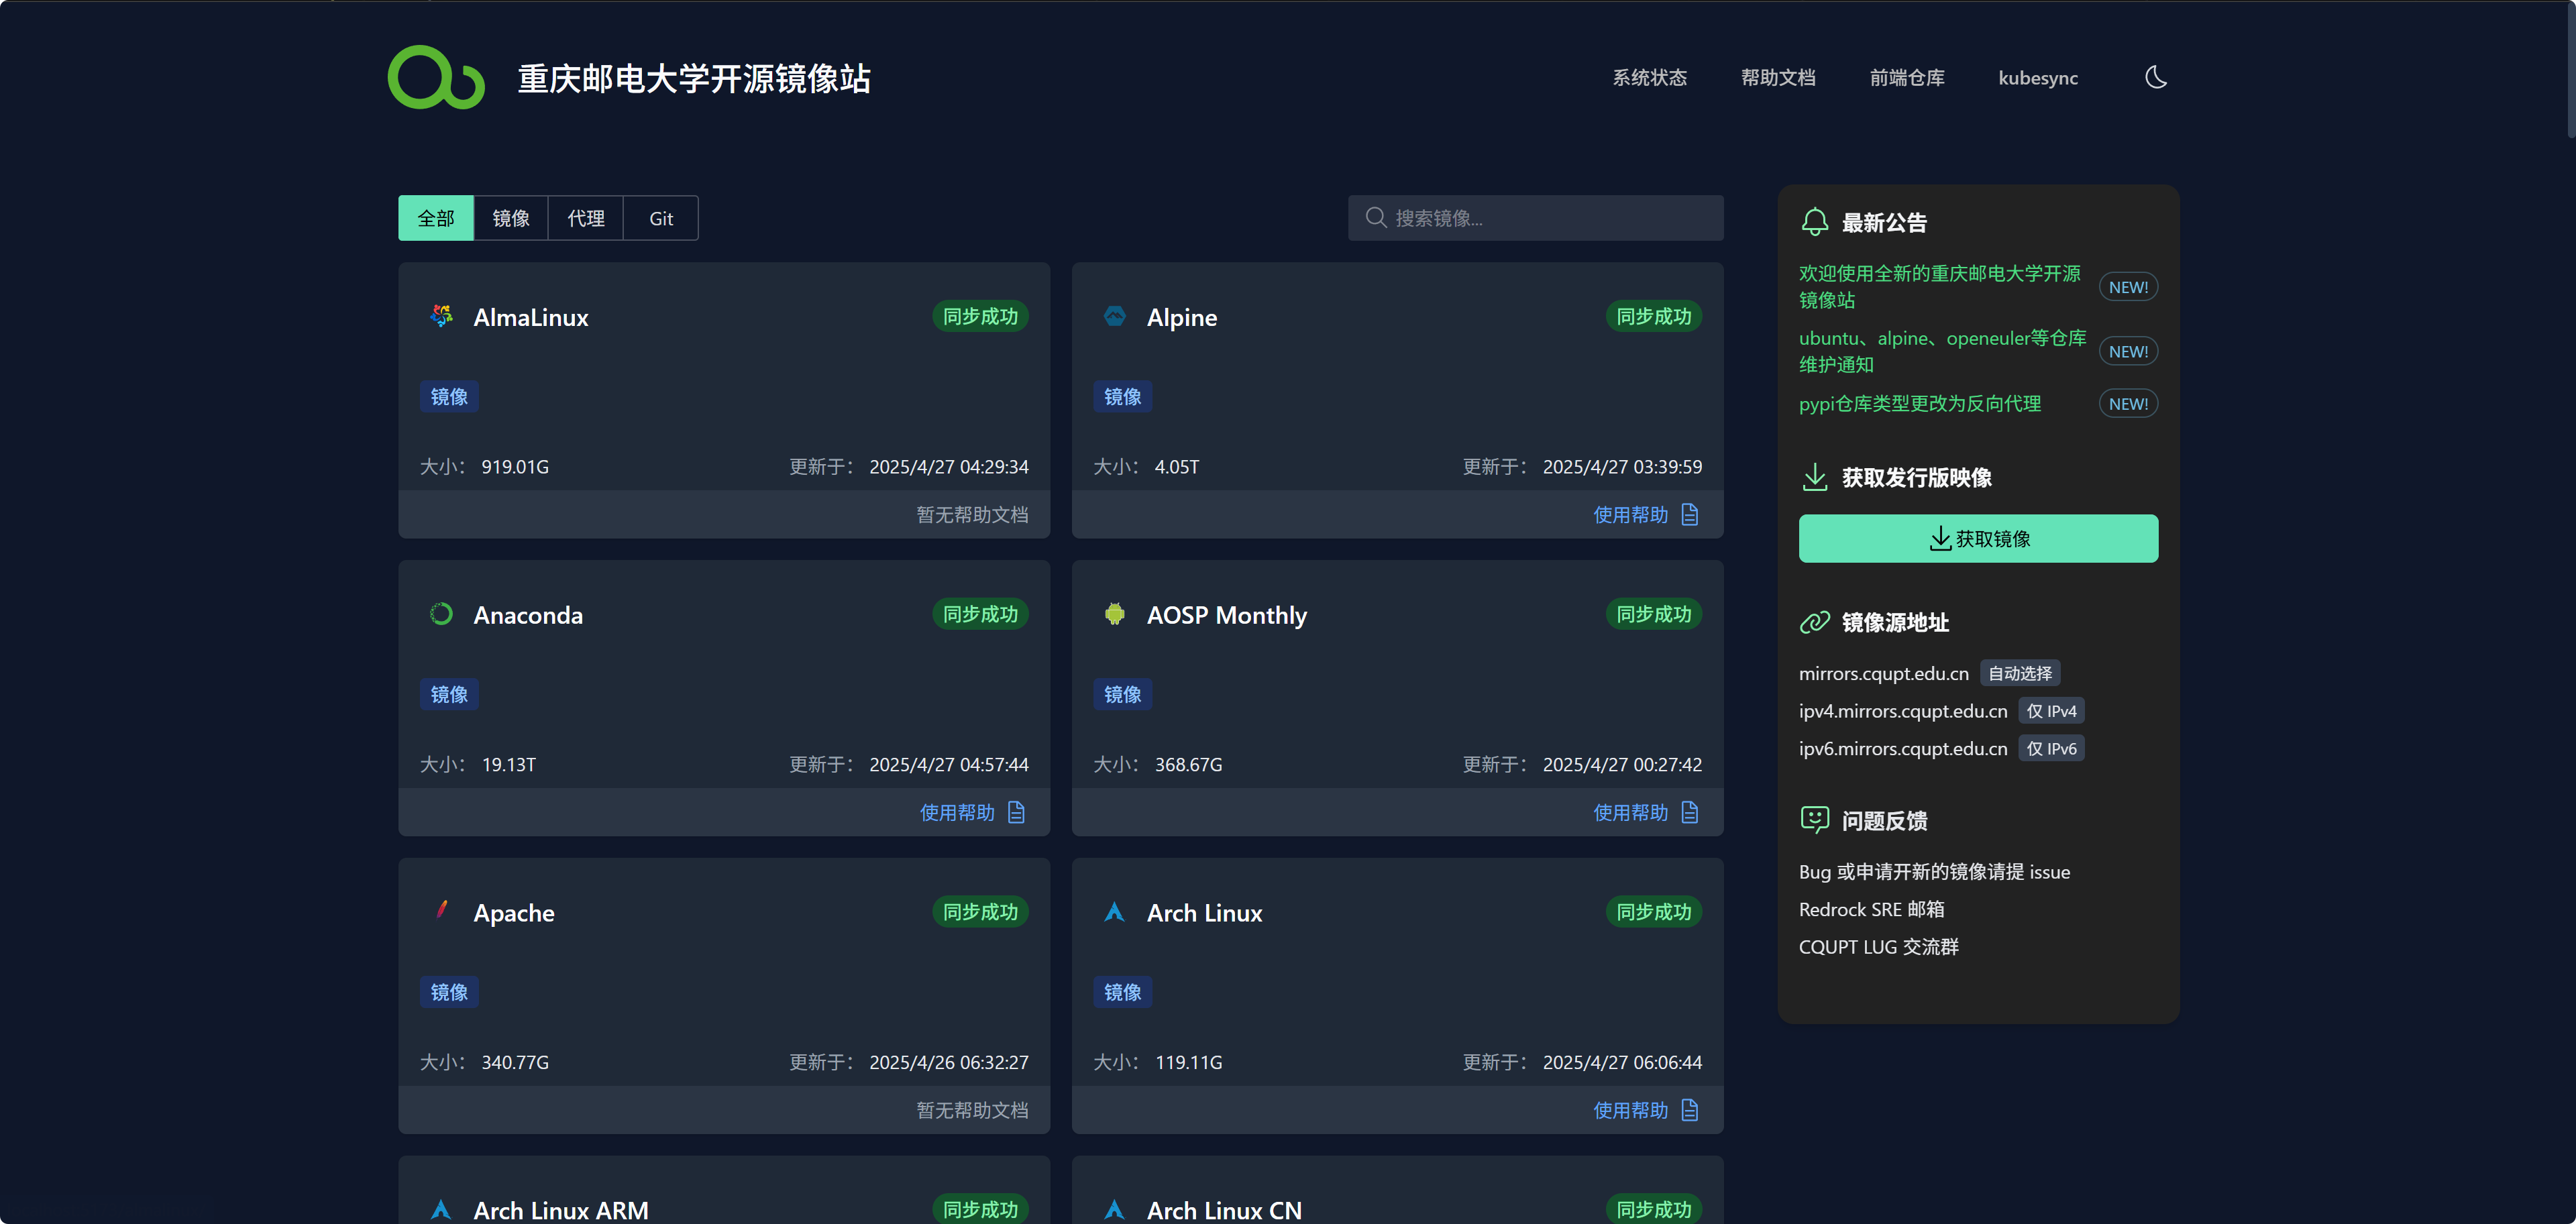 重庆邮电大学开源镜像站
系统状态 帮助文档 前端仓库 kubesync
全部 镜像 代理 Git
搜索镜像...
AlmaLinux 同步成功
镜像
大小： 919.01G 更新于： 2025/4/27 04:29:34
暂无帮助文档
Alpine 同步成功
镜像
大小： 4.05T 更新于： 2025/4/27 03:39:59
使用帮助
Anaconda 同步成功
镜像
大小： 19.13T 更新于： 2025/4/27 04:57:44
使用帮助
AOSP Monthly 同步成功
镜像
大小： 368.67G 更新于： 2025/4/27 00:27:42
使用帮助
Apache 同步成功
镜像
大小： 340.77G 更新于： 2025/4/26 06:32:27
暂无帮助文档
Arch Linux 同步成功
镜像
大小： 119.11G 更新于： 2025/4/27 06:06:44
使用帮助
Arch Linux ARM 同步成功
Arch Linux CN 同步成功
最新公告
欢迎使用全新的重庆邮电大学开源
镜像站 NEW!
ubuntu、alpine、openeuler等仓库
维护通知 NEW!
pypi仓库类型更改为反向代理 NEW!
获取发行版映像
获取镜像
镜像源地址
mirrors.cqupt.edu.cn 自动选择
ipv4.mirrors.cqupt.edu.cn 仅 IPv4
ipv6.mirrors.cqupt.edu.cn 仅 IPv6
问题反馈
Bug 或申请开新的镜像请提 issue
Redrock SRE 邮箱
CQUPT LUG 交流群